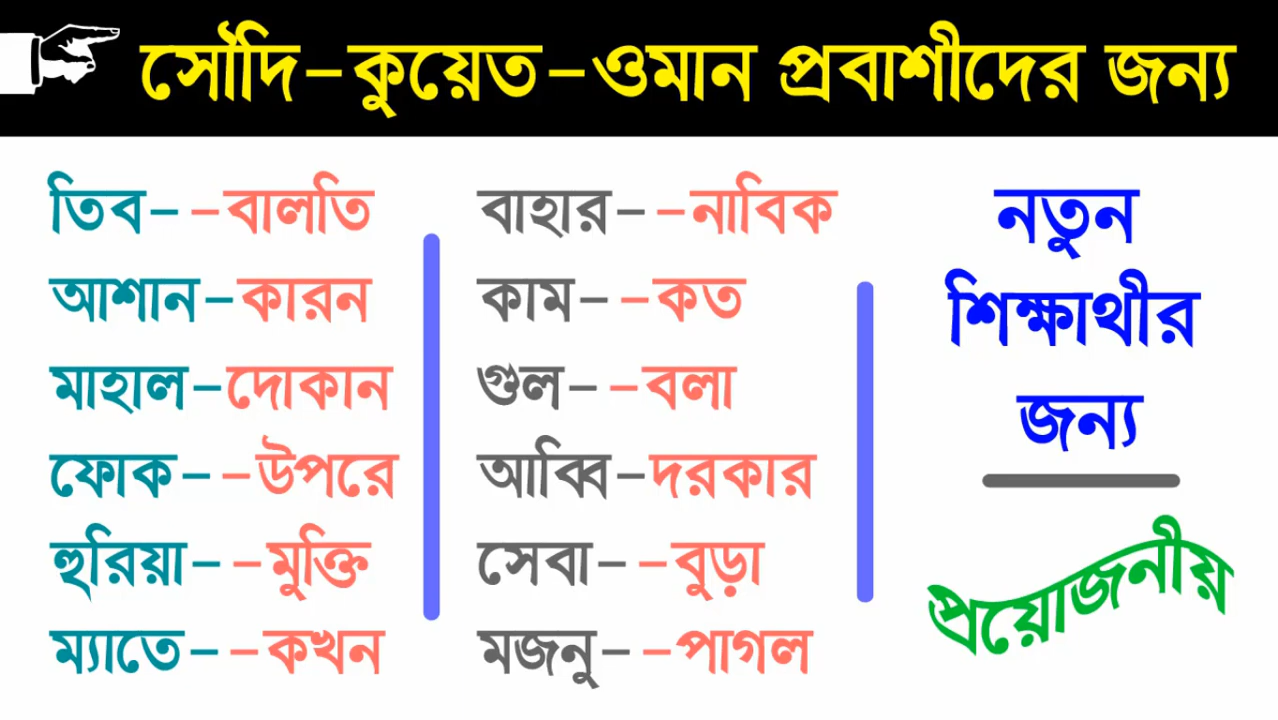 সৌদি-কুয়েত-ওমান প্রবাশীদের জন্য
তিব--বালতি
আশান-কারন
মাহাল-দোকান
ফোক--উপরে
হুরিয়া--মুক্তি
ম্যাতে--কখন
বাহার--নাবিক
কাম--কত
গুল--বলা
আব্বি-দরকার
সেবা--বুড়া
মজনু--পাগল
নতুন
শিক্ষাথীর
জন্য
প্রয়োজনীয়